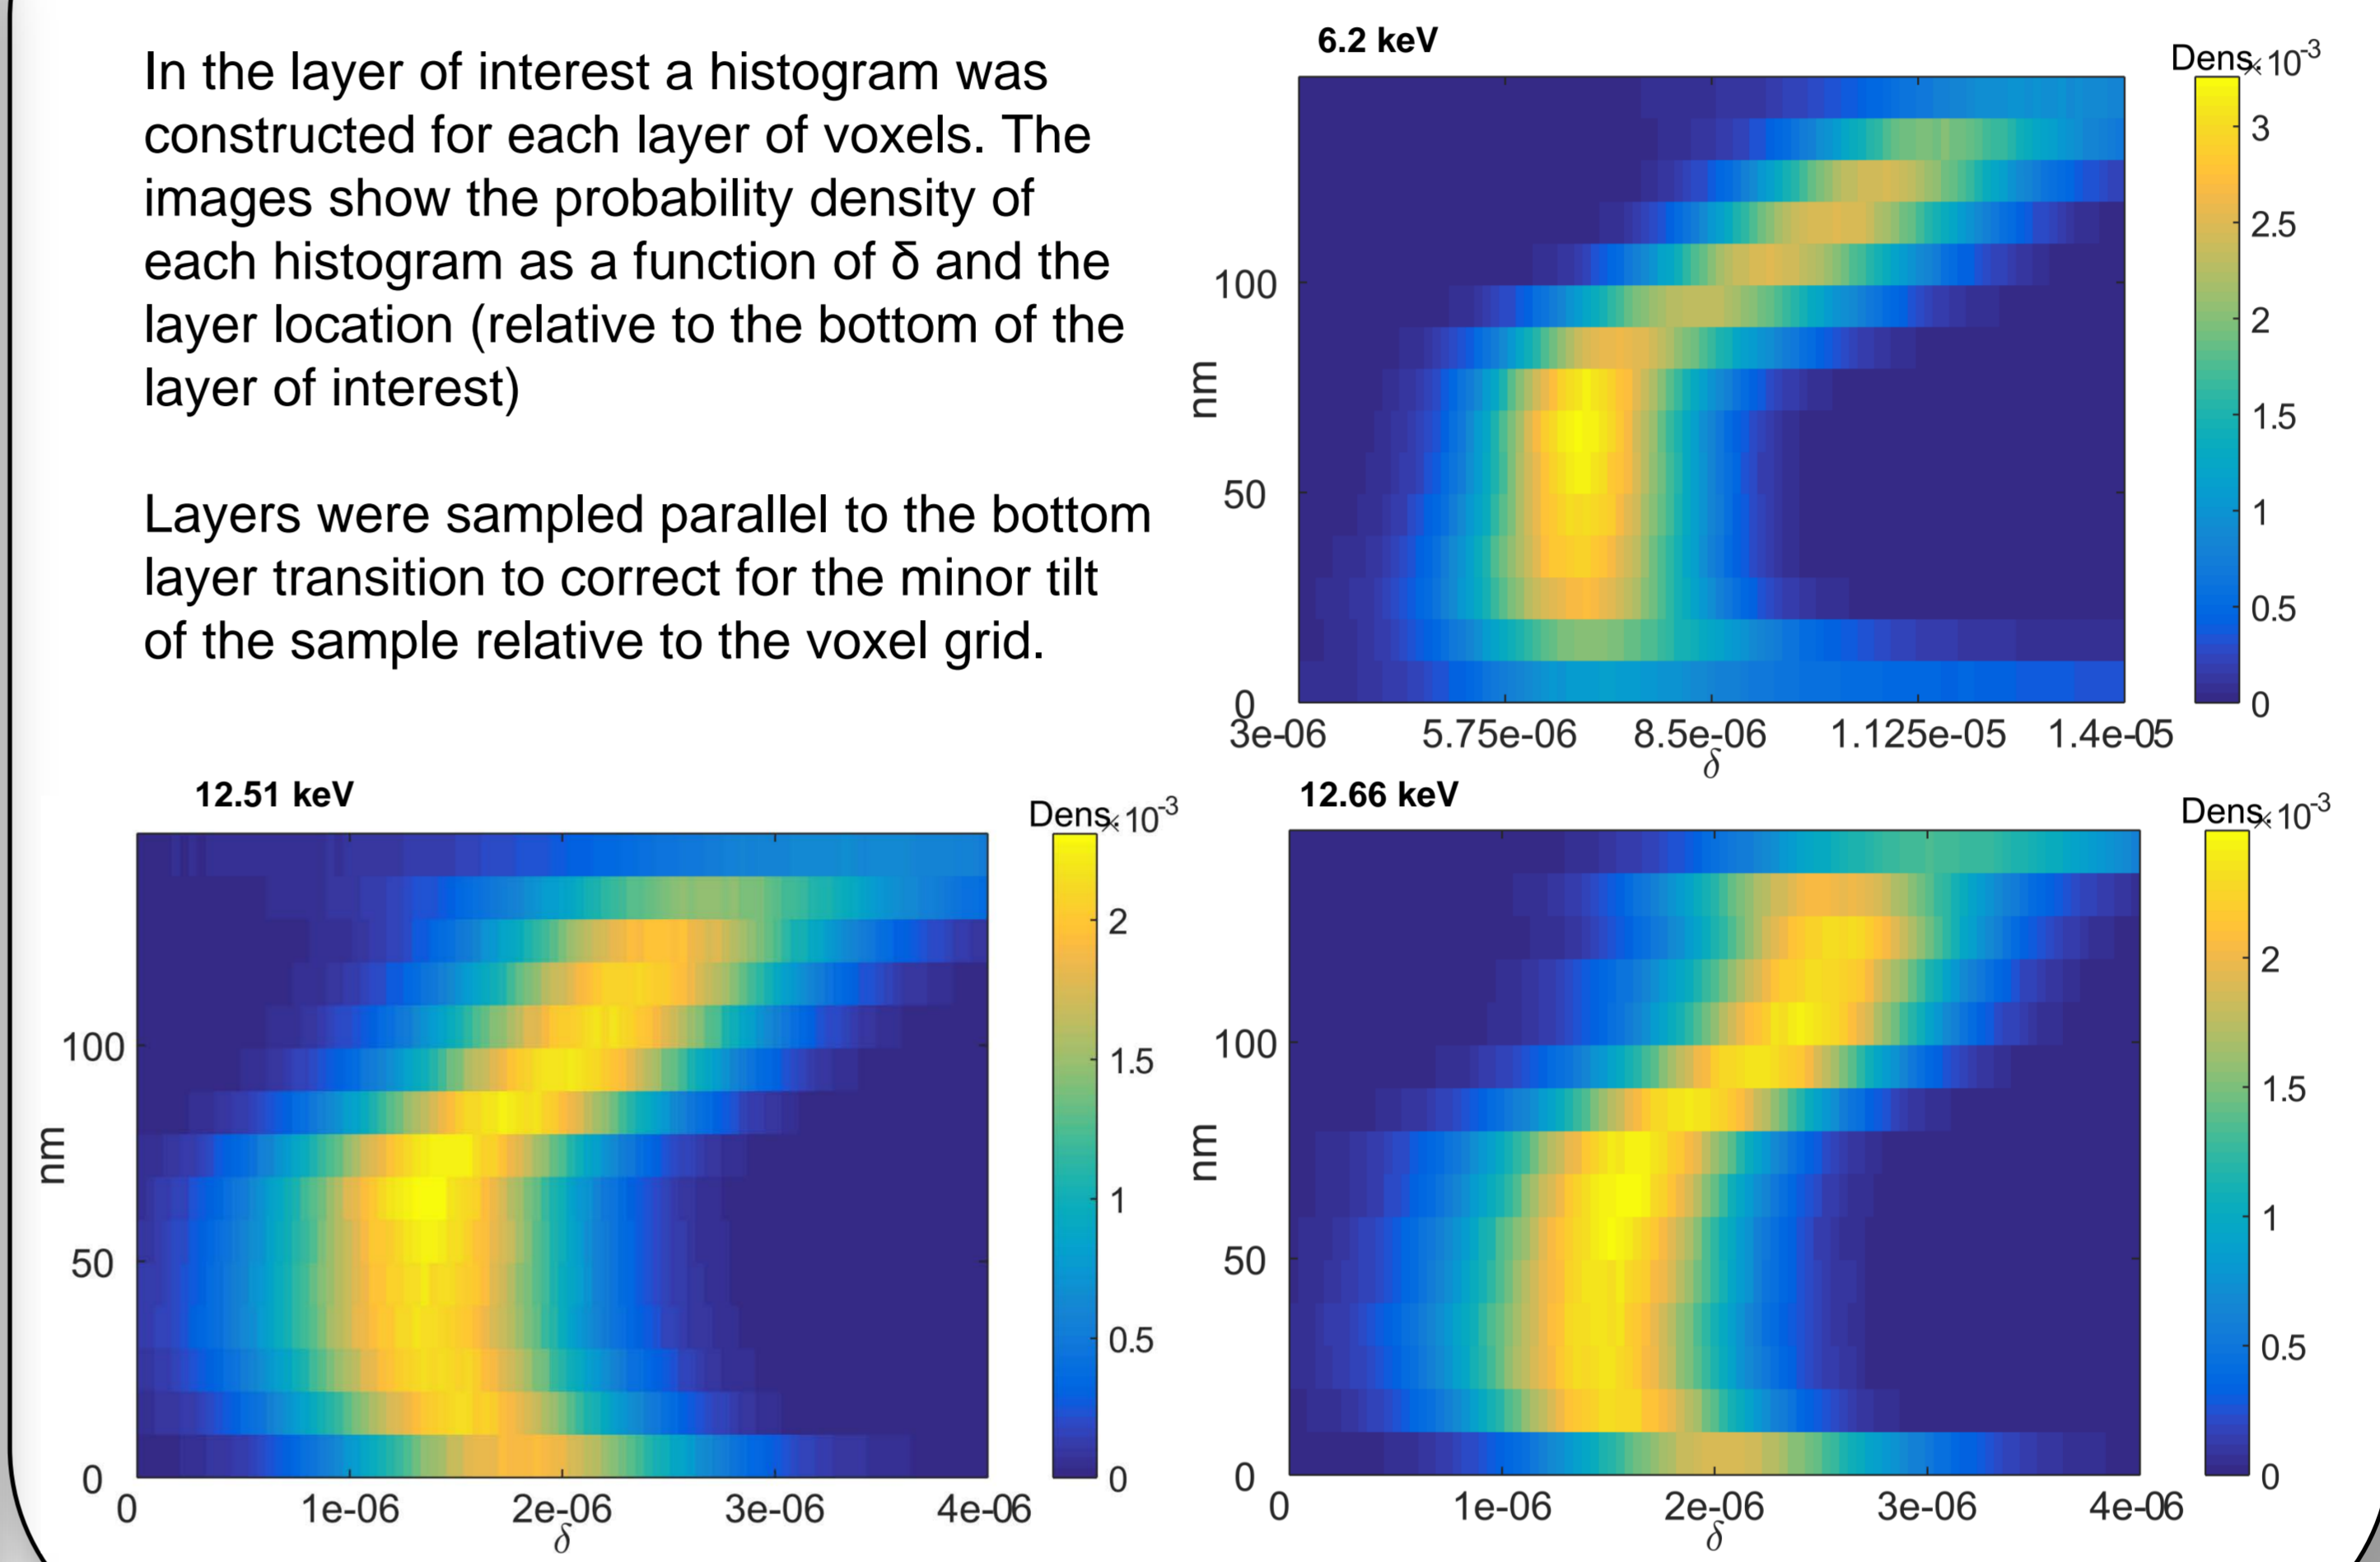 In the layer of interest a histogram was
constructed for each layer of voxels. The
images show the probability density of
each histogram as a function of δ and the
layer location (relative to the bottom of the
layer of interest)
Layers were sampled parallel to the bottom
layer transition to correct for the minor tilt
of the sample relative to the voxel grid.
6.2 keV
Dens. ×10⁻³
3
2.5
2
1.5
1
0.5
0
100
50
0
nm
3e-06 5.75e-06 8.5e-06 1.125e-05 1.4e-05
δ
12.51 keV
Dens. ×10⁻³
2
1.5
1
0.5
0
100
50
0
nm
0 1e-06 2e-06 3e-06 4e-06
δ
12.66 keV
Dens. ×10⁻³
2
1.5
1
0.5
0
100
50
0
nm
0 1e-06 2e-06 3e-06 4e-06
δ